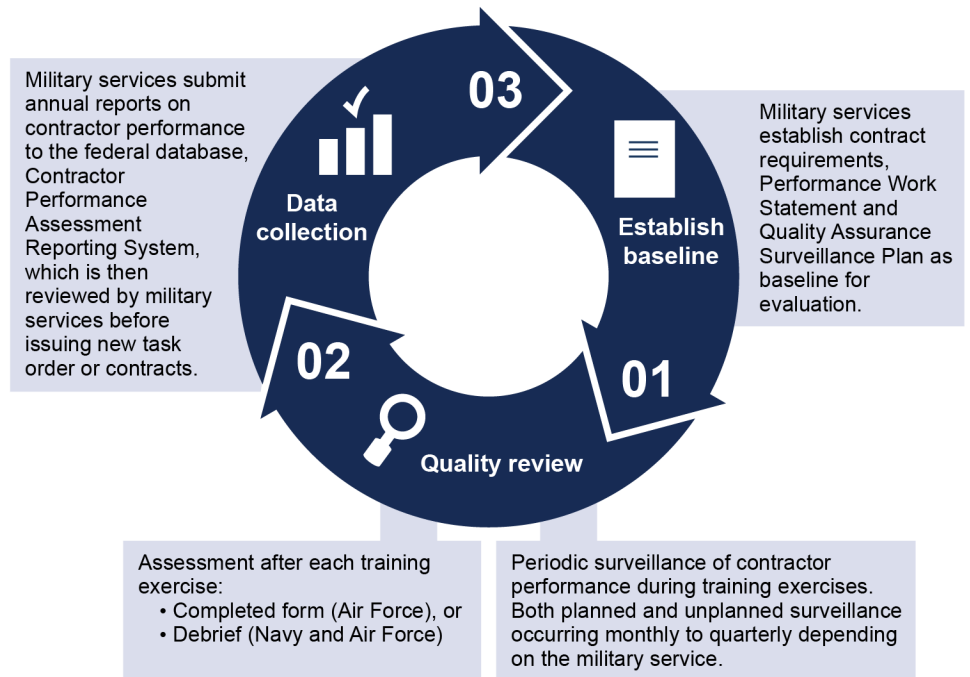 03
Data
collection
Military services submit
annual reports on
contractor performance
to the federal database,
Contractor
Performance
Assessment
Reporting System,
which is then
reviewed by military
services before
issuing new task
order or contracts.
Establish
baseline
01
Military services
establish contract
requirements,
Performance Work
Statement and
Quality Assurance
Surveillance Plan as
baseline for
evaluation.
02
Quality review
Assessment after each training
exercise:
• Completed form (Air Force), or
• Debrief (Navy and Air Force)
Periodic surveillance of contractor
performance during training exercises.
Both planned and unplanned surveillance
occurring monthly to quarterly depending
on the military service.